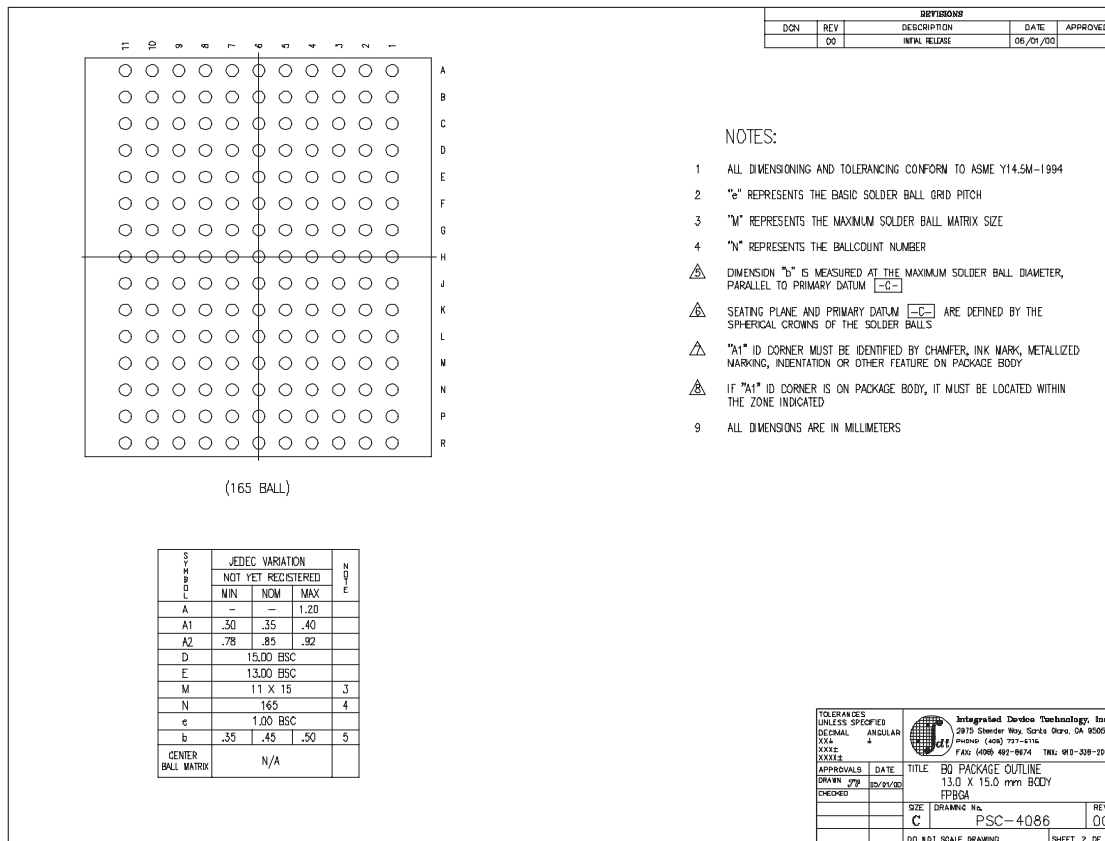 REVISIONS
DCN REV DESCRIPTION DATE APPROVED
00 INITIAL RELEASE 05/01/00
11 10 9 8 7 6 5 4 3 2 1
A
B
C
D
E
F
G
H
J
K
L
M
N
P
R
(165 BALL)
NOTES:
1 ALL DIMENSIONING AND TOLERANCING CONFORM TO ASME Y14.5M-1994
2 "e" REPRESENTS THE BASIC SOLDER BALL GRID PITCH
3 "M" REPRESENTS THE MAXIMUM SOLDER BALL MATRIX SIZE
4 "N" REPRESENTS THE BALLCOUNT NUMBER
5 DIMENSION "b" IS MEASURED AT THE MAXIMUM SOLDER BALL DIAMETER,
PARALLEL TO PRIMARY DATUM -C-
6 SEATING PLANE AND PRIMARY DATUM -C- ARE DEFINED BY THE
SPHERICAL CROWNS OF THE SOLDER BALLS
7 "A1" ID CORNER MUST BE IDENTIFIED BY CHAMFER, INK MARK, METALLIZED
MARKING, INDENTATION OR OTHER FEATURE ON PACKAGE BODY
8 IF "A1" ID CORNER IS ON PACKAGE BODY, IT MUST BE LOCATED WITHIN
THE ZONE INDICATED
9 ALL DIMENSIONS ARE IN MILLIMETERS
SYMBOL JEDEC VARIATION NOTE
NOT YET REGISTERED
MIN NOM MAX
A – – 1.20
A1 .30 .35 .40
A2 .78 .85 .92
D 15.00 BSC
E 13.00 BSC
M 11 X 15 3
N 165 4
e 1.00 BSC
b .35 .45 .50 5
CENTER
BALL MATRIX N/A
TOLERANCES
UNLESS SPECIFIED
DECIMAL ANGULAR
XX± ±
XXX±
XXXX±
idt
Integrated Device Technology, Inc
2975 Stender Way, Santa Clara, CA 9505
PHONE (408) 727-6116
FAX: (408) 492-8674 TWX: 910-338-20
APPROVALS DATE
DRAWN 05/01/00
CHECKED
TITLE BQ PACKAGE OUTLINE
13.0 X 15.0 mm BODY
FPBGA
SIZE DRAWING No. REV
C PSC-4086 00
DO NOT SCALE DRAWING SHEET 2 OF